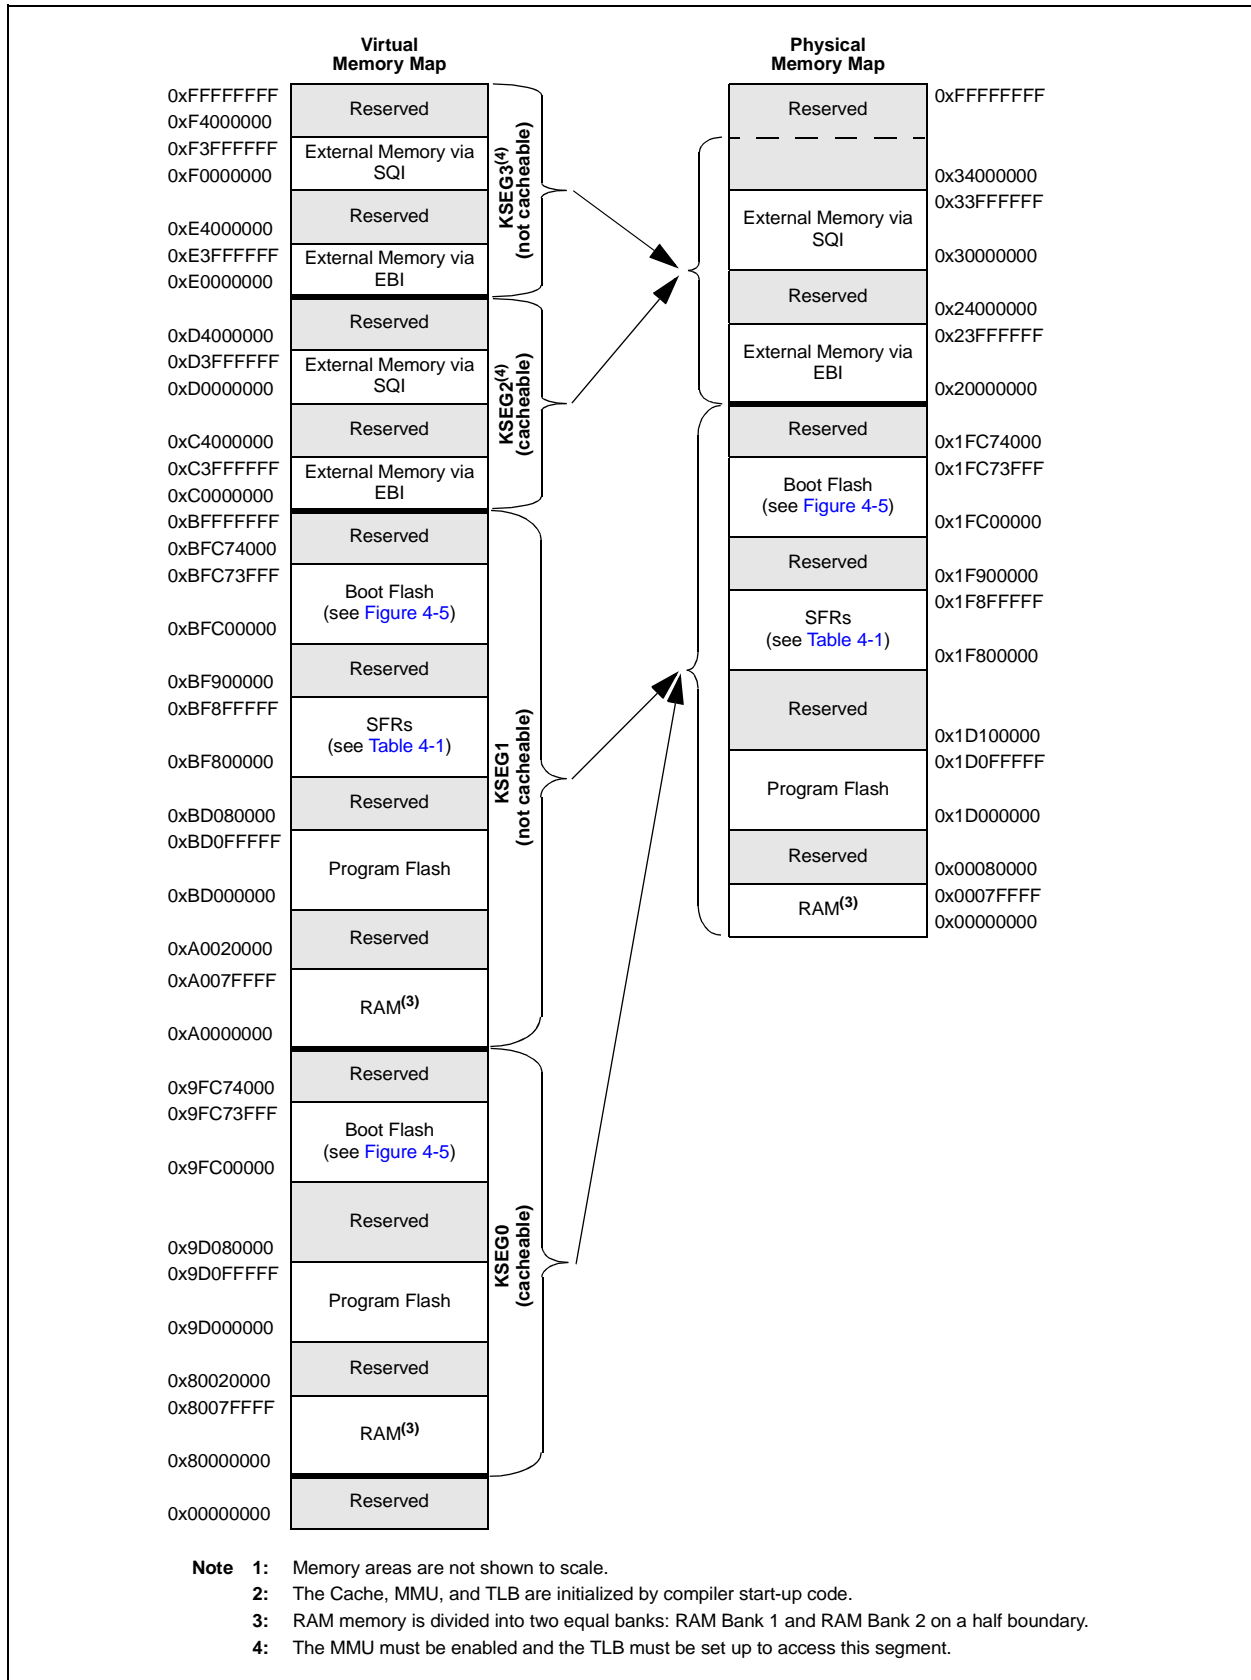 Virtual
Memory Map
0xFFFFFFFF
Reserved
0xF4000000
0xF3FFFFFF
External Memory via
SQI
0xF0000000
Reserved
0xE4000000
0xE3FFFFFF
External Memory via
EBI
0xE0000000
KSEG3(4)
(not cacheable)
Reserved
0xD4000000
0xD3FFFFFF
External Memory via
SQI
0xD0000000
Reserved
0xC4000000
0xC3FFFFFF
External Memory via
EBI
0xC0000000
KSEG2(4)
(cacheable)
0xBFFFFFFF
Reserved
0xBFC74000
0xBFC73FFF
Boot Flash
(see Figure 4-5)
0xBFC00000
Reserved
0xBF900000
0xBF8FFFFF
SFRs
(see Table 4-1)
0xBF800000
Reserved
0xBD080000
0xBD0FFFFF
Program Flash
0xBD000000
Reserved
0xA0020000
0xA007FFFF
RAM(3)
0xA0000000
KSEG1
(not cacheable)
Reserved
0x9FC74000
0x9FC73FFF
Boot Flash
(see Figure 4-5)
0x9FC00000
Reserved
0x9D080000
0x9D0FFFFF
Program Flash
0x9D000000
Reserved
0x80020000
0x8007FFFF
RAM(3)
0x80000000
KSEG0
(cacheable)
Reserved
0x00000000
Physical
Memory Map
0xFFFFFFFF
Reserved
0x34000000
0x33FFFFFF
External Memory via
SQI
0x30000000
Reserved
0x24000000
0x23FFFFFF
External Memory via
EBI
0x20000000
Reserved
0x1FC74000
0x1FC73FFF
Boot Flash
(see Figure 4-5)
0x1FC00000
Reserved
0x1F900000
0x1F8FFFFF
SFRs
(see Table 4-1)
0x1F800000
Reserved
0x1D100000
0x1D0FFFFF
Program Flash
0x1D000000
Reserved
0x00080000
0x0007FFFF
RAM(3)
0x00000000
Note 1: Memory areas are not shown to scale.
2: The Cache, MMU, and TLB are initialized by compiler start-up code.
3: RAM memory is divided into two equal banks: RAM Bank 1 and RAM Bank 2 on a half boundary.
4: The MMU must be enabled and the TLB must be set up to access this segment.